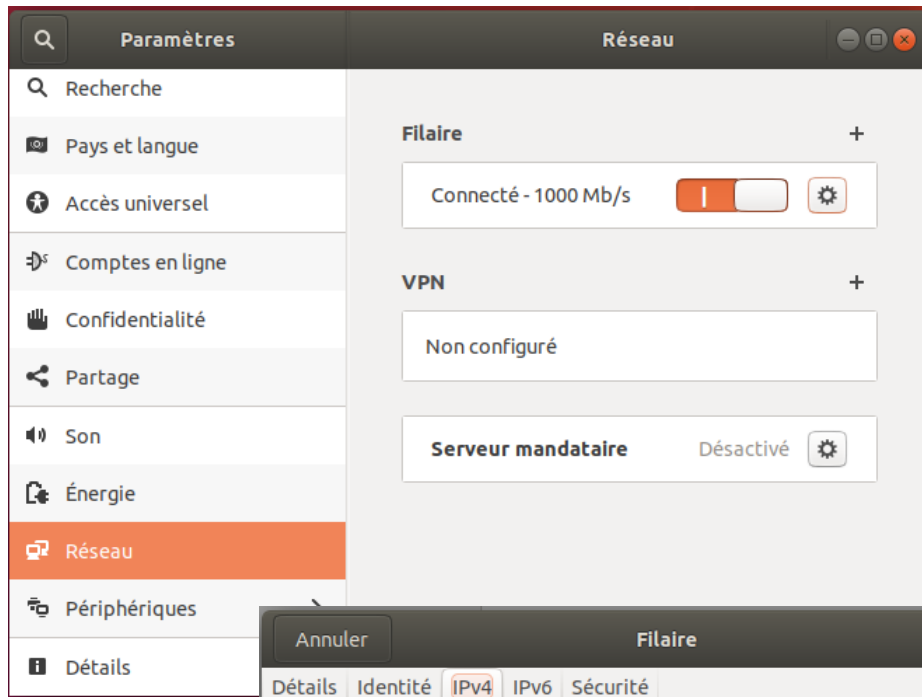 Paramètres
Réseau
Recherche
Pays et langue
Accès universel
Comptes en ligne
Confidentialité
Partage
Son
Énergie
Réseau
Périphériques
Détails
Filaire +
Connecté - 1000 Mb/s
VPN +
Non configuré
Serveur mandataire Désactivé
Annuler
Filaire
Détails Identité IPv4 IPv6 Sécurité